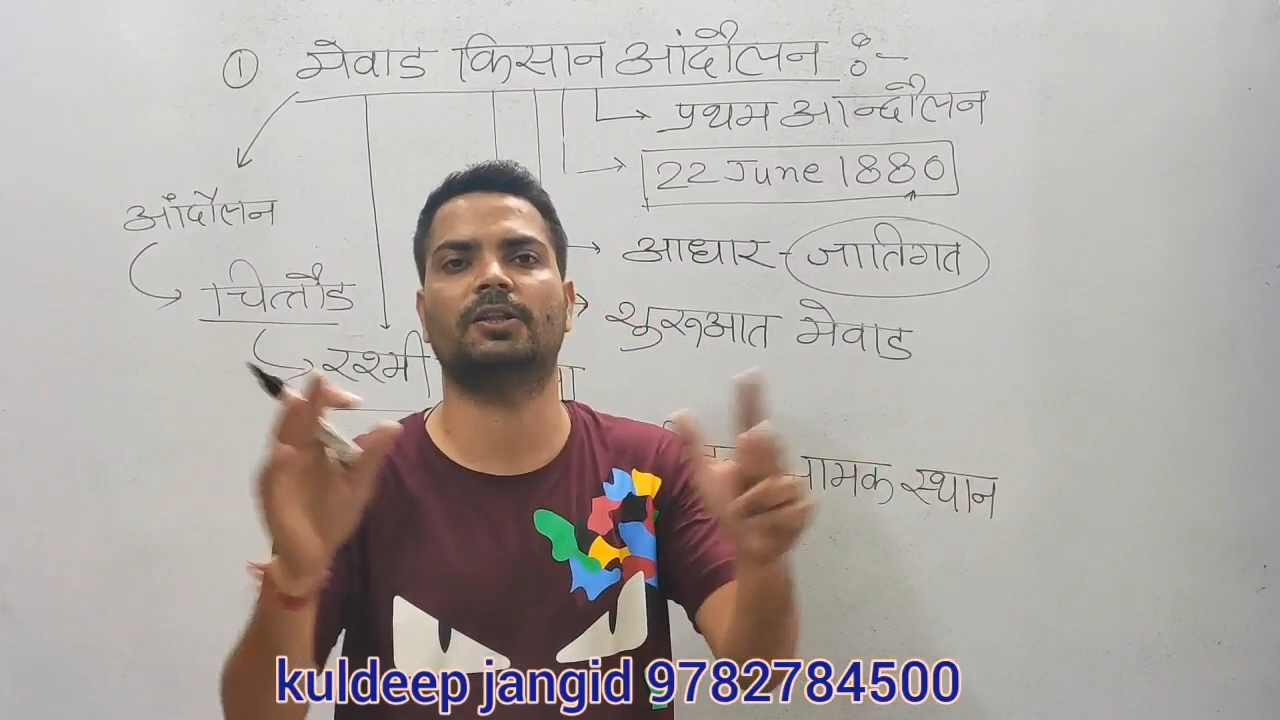 ① मेवाड किसान आंदौलन :-
प्रथम आन्दौलन
22 June 1880
आंदौलन
आधार - जातिगत
चित्तौड
शुरूआत मेवाड
रश्मी
नामक स्थान
kuldeep jangid 9782784500